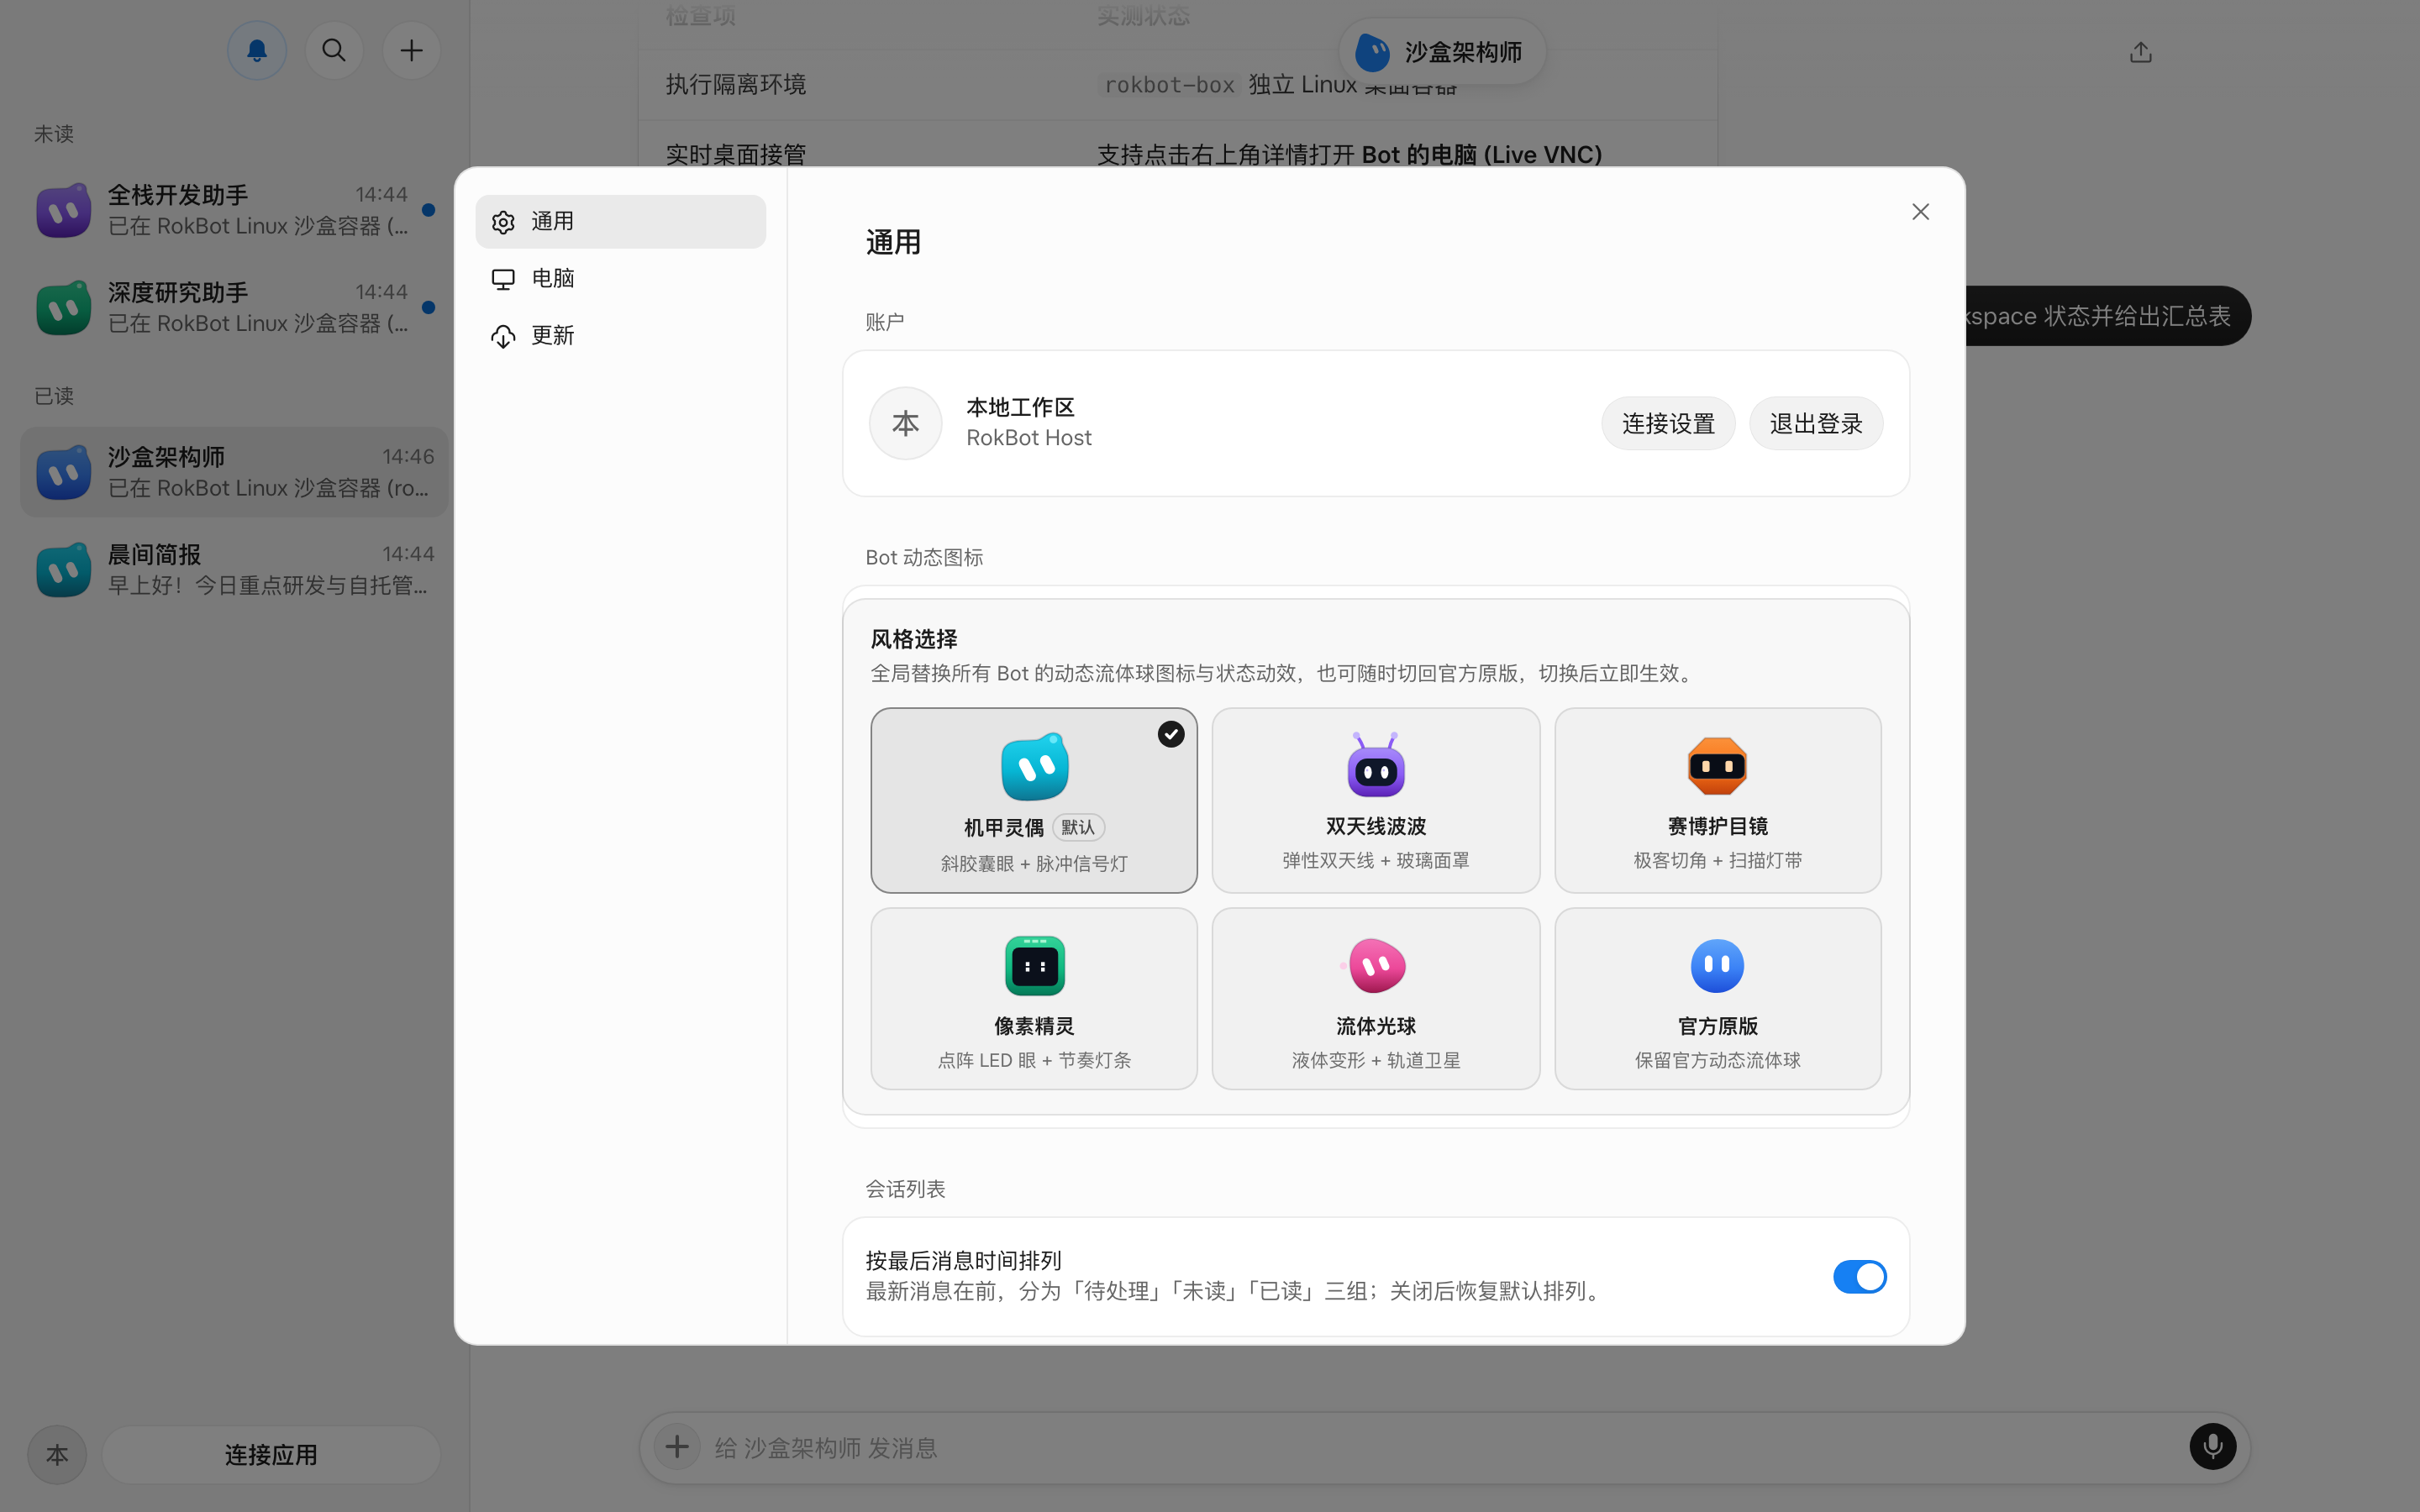 检查项 实测状态
沙盒架构师
执行隔离环境 rokbot-box 独立 Linux 桌面容器
未读
实时桌面接管 支持点击右上角详情打开 Bot 的电脑 (Live VNC)
全栈开发助手 14:44
已在 RokBot Linux 沙盒容器 (...
深度研究助手 14:44
已在 RokBot Linux 沙盒容器 (...
已读
沙盒架构师 14:46
已在 RokBot Linux 沙盒容器 (ro...
晨间简报 14:44
早上好！今日重点研发与自托管...
本 连接应用
kspace 状态并给出汇总表
通用
电脑
更新
通用
账户
本
本地工作区
RokBot Host
连接设置 退出登录
Bot 动态图标
风格选择
全局替换所有 Bot 的动态流体球图标与状态动效，也可随时切回官方原版，切换后立即生效。
机甲灵偶 默认
斜胶囊眼 + 脉冲信号灯
双天线波波
弹性双天线 + 玻璃面罩
赛博护目镜
极客切角 + 扫描灯带
像素精灵
点阵 LED 眼 + 节奏灯条
流体光球
液体变形 + 轨道卫星
官方原版
保留官方动态流体球
会话列表
按最后消息时间排列
最新消息在前，分为「待处理」「未读」「已读」三组；关闭后恢复默认排列。
给 沙盒架构师 发消息